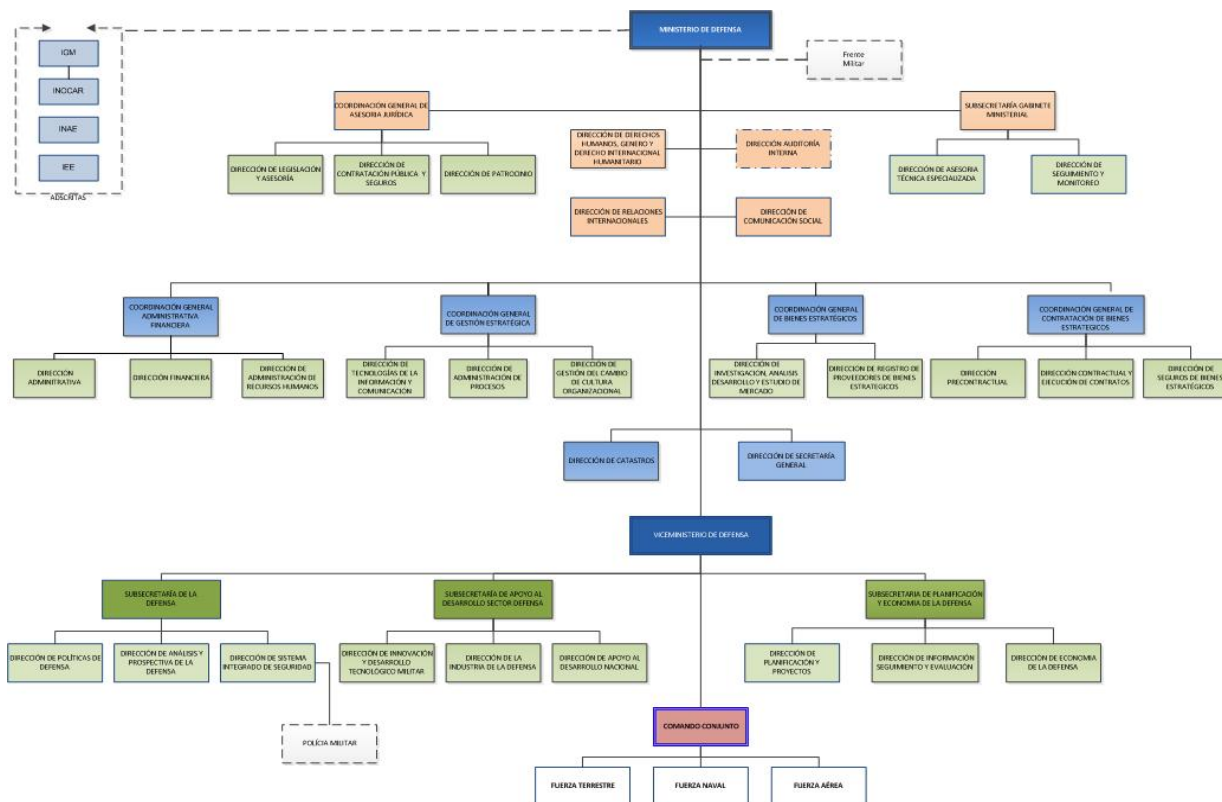 MINISTERIO DE DEFENSA
IGM
INOCAR
INAE
IEE
ADSCRITAS
Frente
Militar
COORDINACIÓN GENERAL DE
ASESORIA JURÍDICA
SUBSECRETARÍA GABINETE
MINISTERIAL
DIRECCIÓN DE DERECHOS
HUMANOS, GENERO Y
DERECHO INTERNACIONAL
HUMANITARIO
DIRECCIÓN AUDITORÍA
INTERNA
DIRECCIÓN DE LEGISLACIÓN
Y ASESORÍA
DIRECCIÓN DE
CONTRATACIÓN PÚBLICA Y
SEGUROS
DIRECCIÓN DE PATROCINIO
DIRECCIÓN DE ASESORIA
TÉCNICA ESPECIALIZADA
DIRECCIÓN DE
SEGUIMIENTO Y
MONITOREO
DIRECCIÓN DE RELACIONES
INTERNACIONALES
DIRECCIÓN DE
COMUNICACIÓN SOCIAL
COORDINACIÓN GENERAL
ADMINISTRATIVA
FINANCIERA
COORDINACIÓN GENERAL
DE GESTIÓN ESTRATÉGICA
COORDINACIÓN GENERAL
DE BIENES ESTRATÉGICOS
COORDINACIÓN GENERAL DE
CONTRATACIÓN DE BIENES
ESTRATEGICOS
DIRECCIÓN
ADMINITRATIVA
DIRECCIÓN FINANCIERA
DIRECCIÓN DE
ADMINISTRACIÓN DE
RECURSOS HUMANOS
DIRECCIÓN DE
TECNOLOGÍAS DE LA
INFORMACIÓN Y
COMUNICACIÓN
DIRECCIÓN DE
ADMINISTRACIÓN DE
PROCESOS
DIRECCIÓN DE
GESTIÓN DEL CAMBIO
DE CULTURA
ORGANIZACIONAL
DIRECCIÓN DE
INVESTIGACIÓN, ANALISIS
DESARROLLO Y ESTUDIO DE
MERCADO
DIRECCIÓN DE REGISTRO DE
PROVEEDORES DE BIENES
ESTRATEGICOS
DIRECCIÓN
PRECONTRACTUAL
DIRECCIÓN CONTRACTUAL Y
EJECUCIÓN DE CONTRATOS
DIRECCIÓN DE
SEGUROS DE BIENES
ESTRATÉGICOS
DIRECCIÓN DE CATASTROS
DIRECCIÓN DE SECRETARÍA
GENERAL
VICEMINISTERIO DE DEFENSA
SUBSECRETARÍA DE LA
DEFENSA
SUBSECRETARÍA DE APOYO AL
DESARROLLO SECTOR DEFENSA
SUBSECRETARIA DE PLANIFICACIÓN
Y ECONOMIA DE LA DEFENSA
DIRECCIÓN DE POLÍTICAS DE
DEFENSA
DIRECCIÓN DE ANÁLISIS Y
PROSPECTIVA DE LA
DEFENSA
DIRECCIÓN DE SISTEMA
INTEGRADO DE SEGURIDAD
DIRECCIÓN DE INNOVACIÓN
Y DESARROLLO
TECNOLÓGICO MILITAR
DIRECCIÓN DE LA
INDUSTRIA DE LA DEFENSA
DIRECCIÓN DE APOYO AL
DESARROLLO NACIONAL
DIRECCIÓN DE
PLANIFICACIÓN Y
PROYECTOS
DIRECCIÓN DE INFORMACIÓN
SEGUIMIENTO Y EVALUACIÓN
DIRECCIÓN DE ECONOMIA
DE LA DEFENSA
POLÍCIA MILITAR
COMANDO CONJUNTO
FUERZA TERRESTRE
FUERZA NAVAL
FUERZA AÉREA